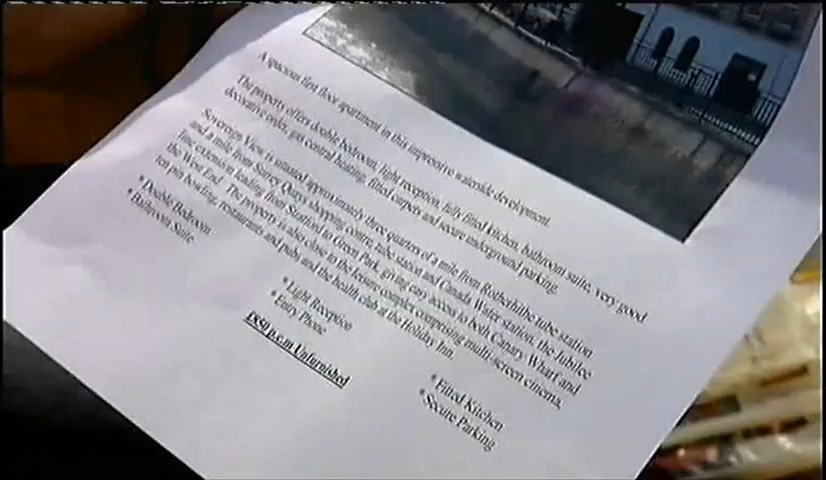 A spacious first floor apartment in this impressive waterside development.
The property offers double bedroom, light reception, fully fitted kitchen, bathroom suite, very good
decorative order, gas central heating, fitted carpets and secure underground parking.
Sovereign View is unusual approximately three quarters of a mile from Rotherhithe tube station
and a mile from Surrey Quays shopping centre, tube station and Canada Water station, the Jubilee
line extension leading from Stratford to Green Park, giving easy access to both Canary Wharf and
the West End. The property is also close to the leisure complex comprising multi-screen cinema,
ten pin bowling, restaurants and pubs and the health club at the Holiday Inn.
* Double Bedroom
* Bathroom Suite
* Light Reception
* Entry Phone
* Fitted Kitchen
* Secure Parking
£850 p.c.m Unfurnished